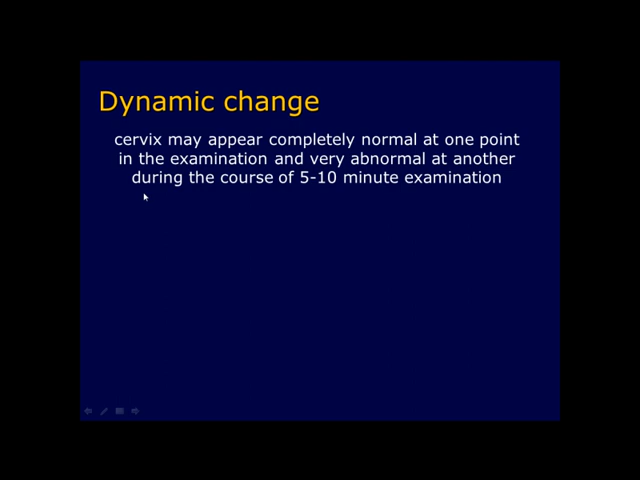 Dynamic change
cervix may appear completely normal at one point
in the examination and very abnormal at another
during the course of 5-10 minute examination